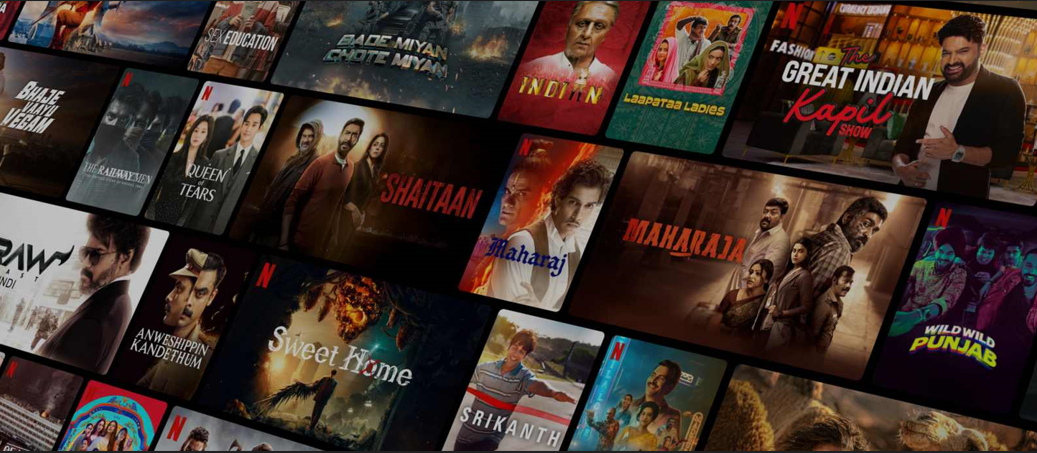 SEX EDUCATION
BADE MIYAN
CHOTE MIYAN
INDIAN
Laapataa Ladies
FASHION
The
GREAT INDIAN
Kapil
SHOW
BHAJE
VAAYU
VEGAM
THE RAILWAY MEN
QUEEN
of
TEARS
SHAITAAN
Maharaj
MAHARAJA
WILD WILD
PUNJAB
RAW
ANWESHIPPIN
KANDETHUM
Sweet Home
SRIKANTH